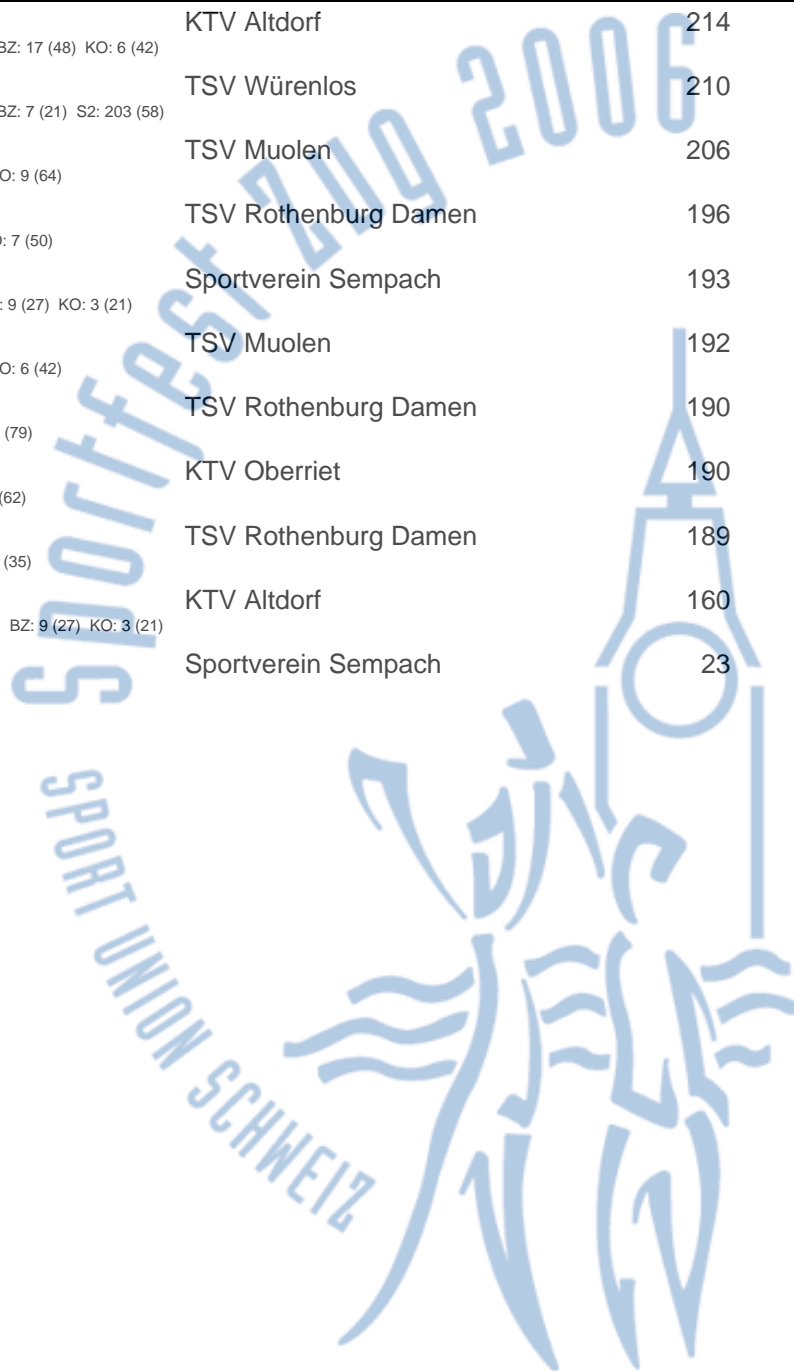 KTV Altdorf 214
BZ: 17 (48) KO: 6 (42)
TSV Würenlos 210
BZ: 7 (21) S2: 203 (58)
TSV Muolen 206
O: 9 (64)
TSV Rothenburg Damen 196
: 7 (50)
Sportverein Sempach 193
: 9 (27) KO: 3 (21)
TSV Muolen 192
O: 6 (42)
TSV Rothenburg Damen 190
(79)
KTV Oberriet 190
(62)
TSV Rothenburg Damen 189
(35)
KTV Altdorf 160
BZ: 9 (27) KO: 3 (21)
Sportverein Sempach 23
Sportfest Zug 2006
SPORT UNION SCHWEIZ